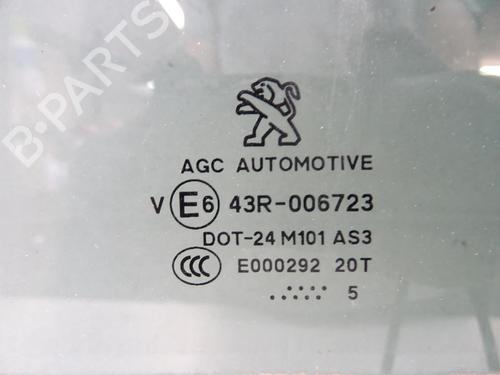 B-PARTS
AGC AUTOMOTIVE
V E6 43R-006723
DOT-24 M101 AS3
CCC E000292 20T
5